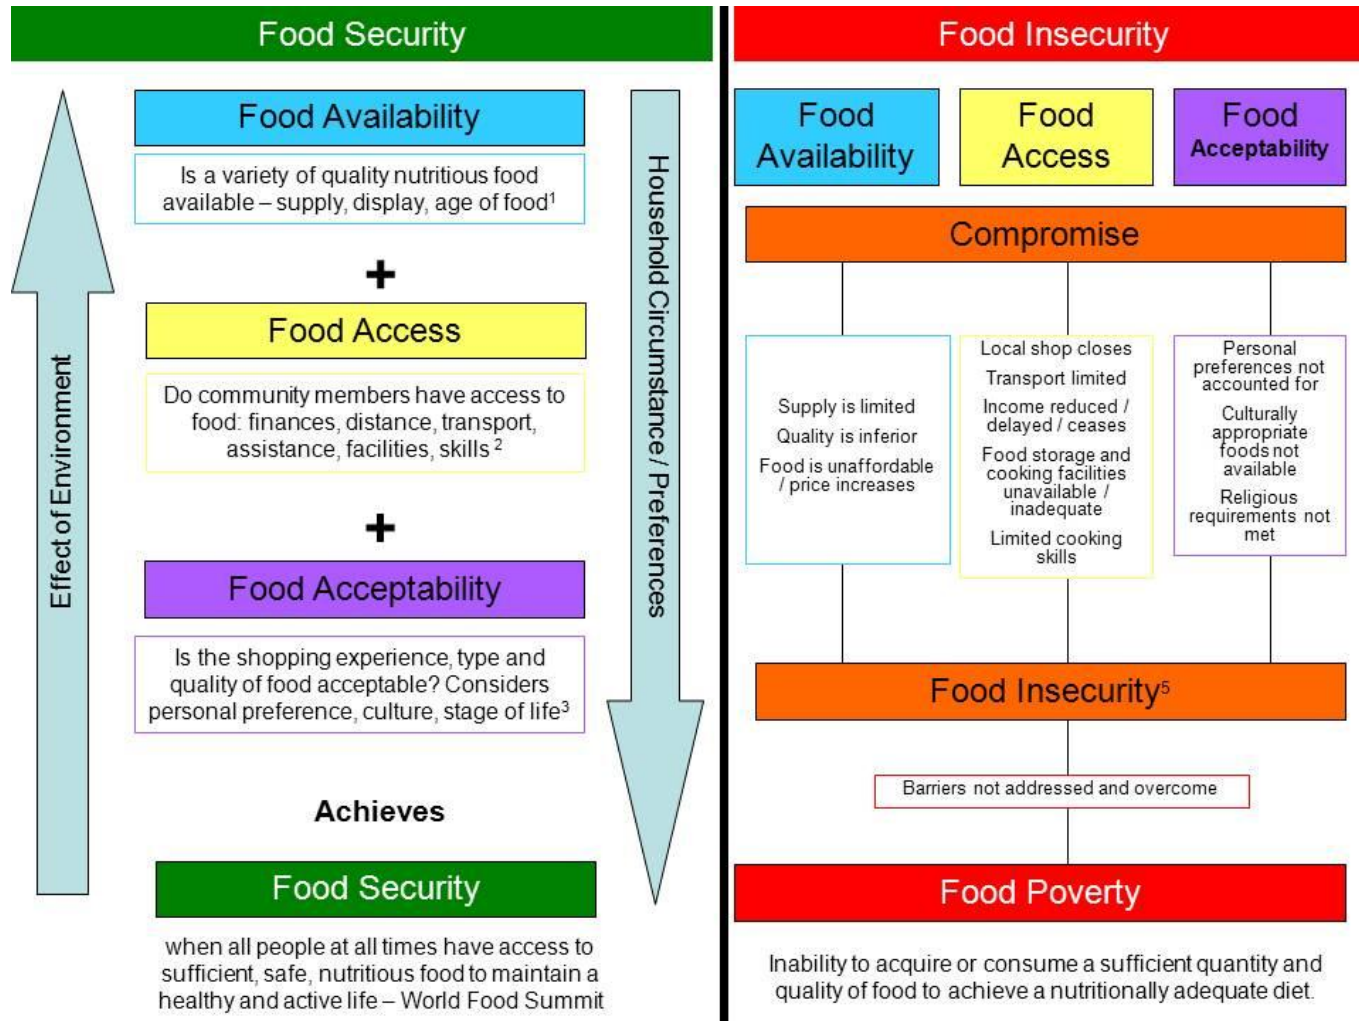 Food Security
Food Availability
Is a variety of quality nutritious food
available – supply, display, age of food¹
+
Food Access
Do community members have access to
food: finances, distance, transport,
assistance, facilities, skills ²
+
Food Acceptability
Is the shopping experience, type and
quality of food acceptable? Considers
personal preference, culture, stage of life³
Achieves
Food Security
when all people at all times have access to
sufficient, safe, nutritious food to maintain a
healthy and active life – World Food Summit
Effect of Environment
Household Circumstance / Preferences
Food Insecurity
Food
Availability
Food
Access
Food
Acceptability
Compromise
Supply is limited
Quality is inferior
Food is unaffordable
/ price increases
Local shop closes
Transport limited
Income reduced /
delayed / ceases
Food storage and
cooking facilities
unavailable /
inadequate
Limited cooking
skills
Personal
preferences not
accounted for
Culturally
appropriate
foods not
available
Religious
requirements not
met
Food Insecurity⁵
Barriers not addressed and overcome
Food Poverty
Inability to acquire or consume a sufficient quantity and
quality of food to achieve a nutritionally adequate diet.